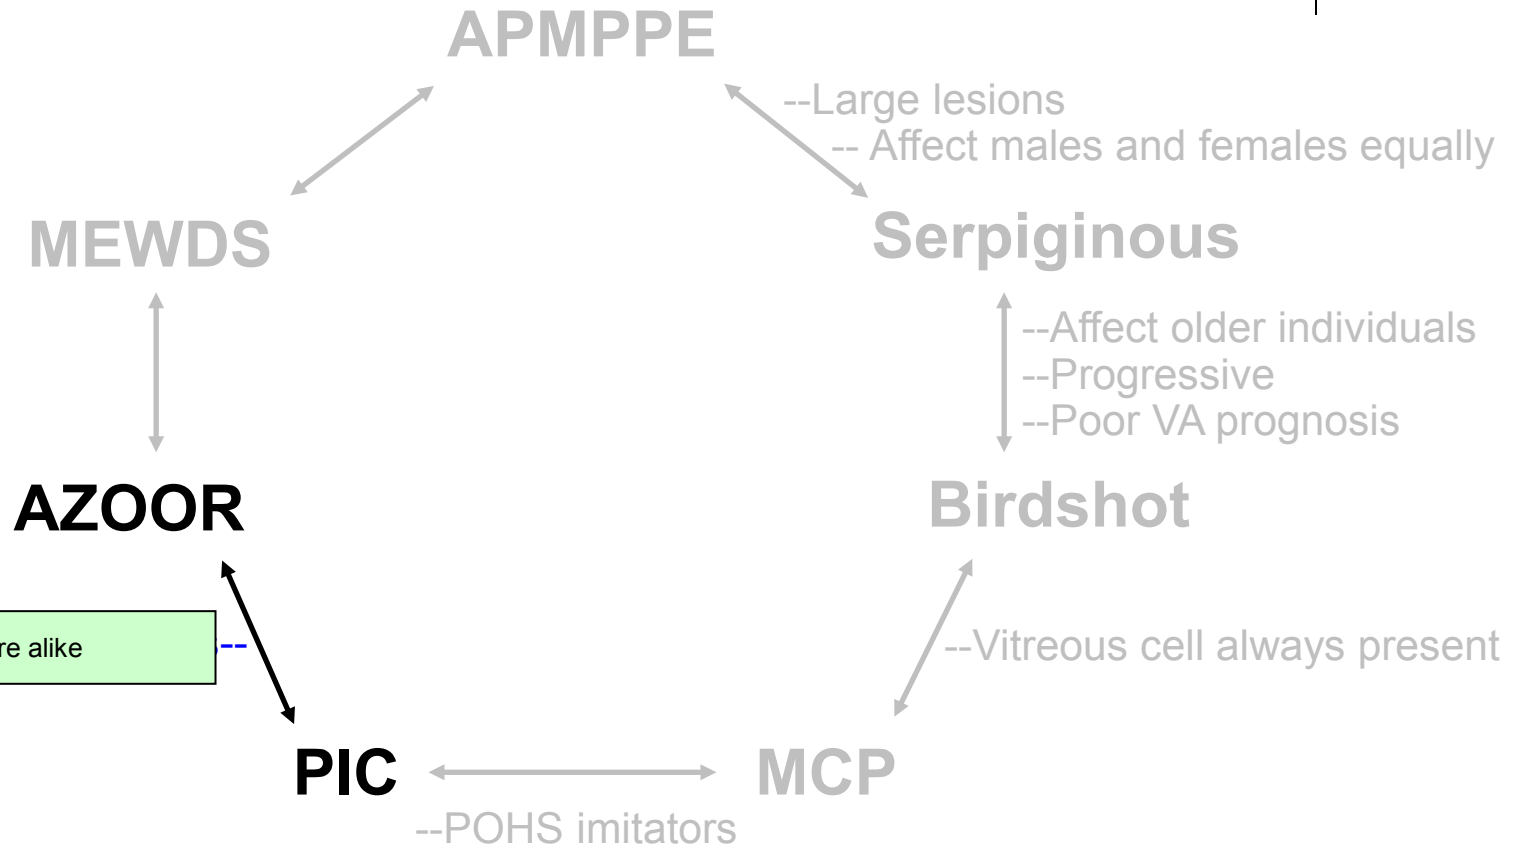 APMPPE
--Large lesions
-- Affect males and females equally
MEWDS
Serpiginous
--Affect older individuals
--Progressive
--Poor VA prognosis
AZOOR
Birdshot
alike
--
--Vitreous cell always present
PIC
MCP
--POHS imitators